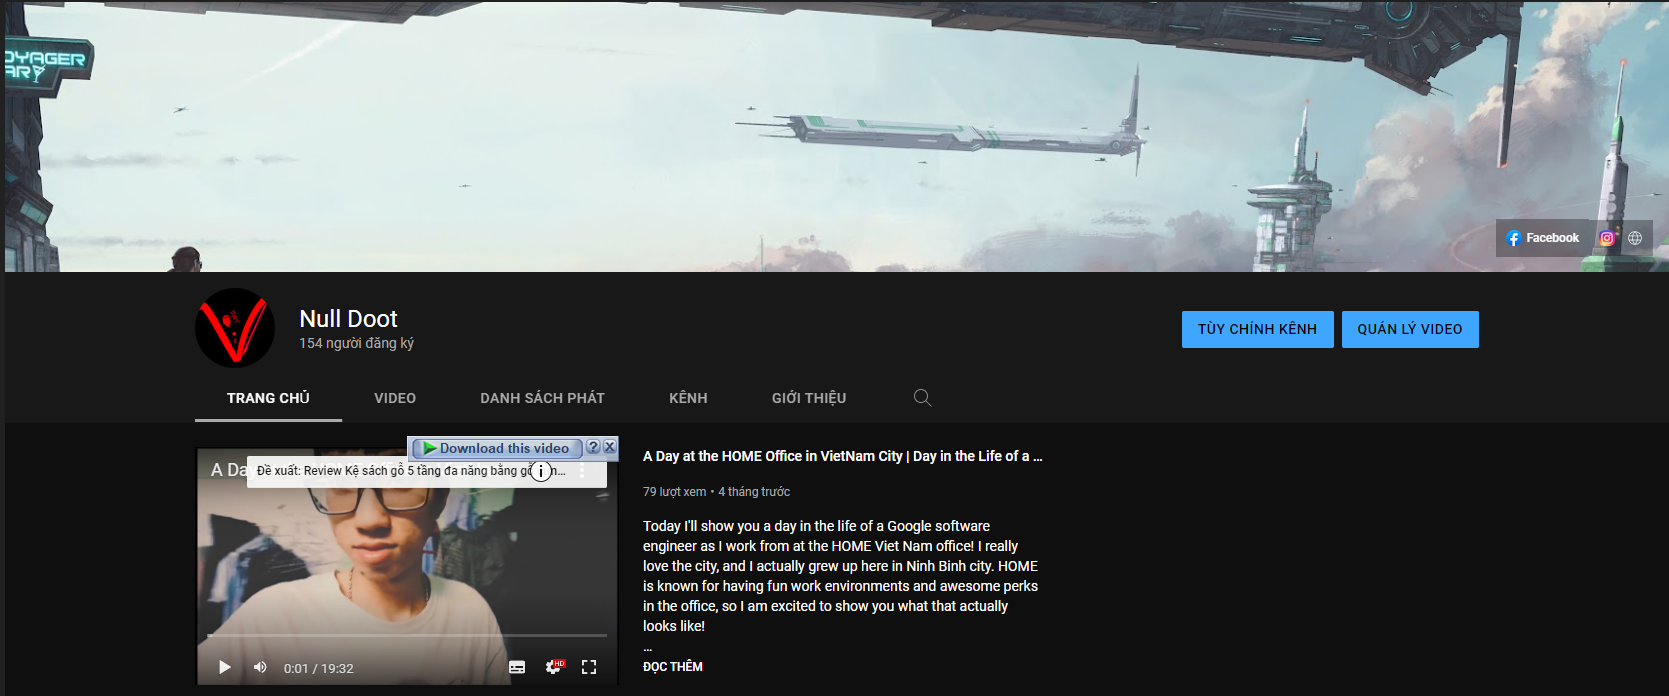 OYAGER
AR
Facebook
Null Doot
154 người đăng ký
TÙY CHỈNH KÊNH
QUẢN LÝ VIDEO
TRANG CHỦ
VIDEO
DANH SÁCH PHÁT
KÊNH
GIỚI THIỆU
Download this video
?
A Da
Đề xuất: Review Kệ sách gỗ 5 tầng đa năng bằng gỗ
0:01 / 19:32
HD
A Day at the HOME Office in VietNam City | Day in the Life of a ...
79 lượt xem • 4 tháng trước
Today I'll show you a day in the life of a Google software
engineer as I work from at the HOME Viet Nam office! I really
love the city, and I actually grew up here in Ninh Binh city. HOME
is known for having fun work environments and awesome perks
in the office, so I am excited to show you what that actually
looks like!
...
ĐỌC THÊM